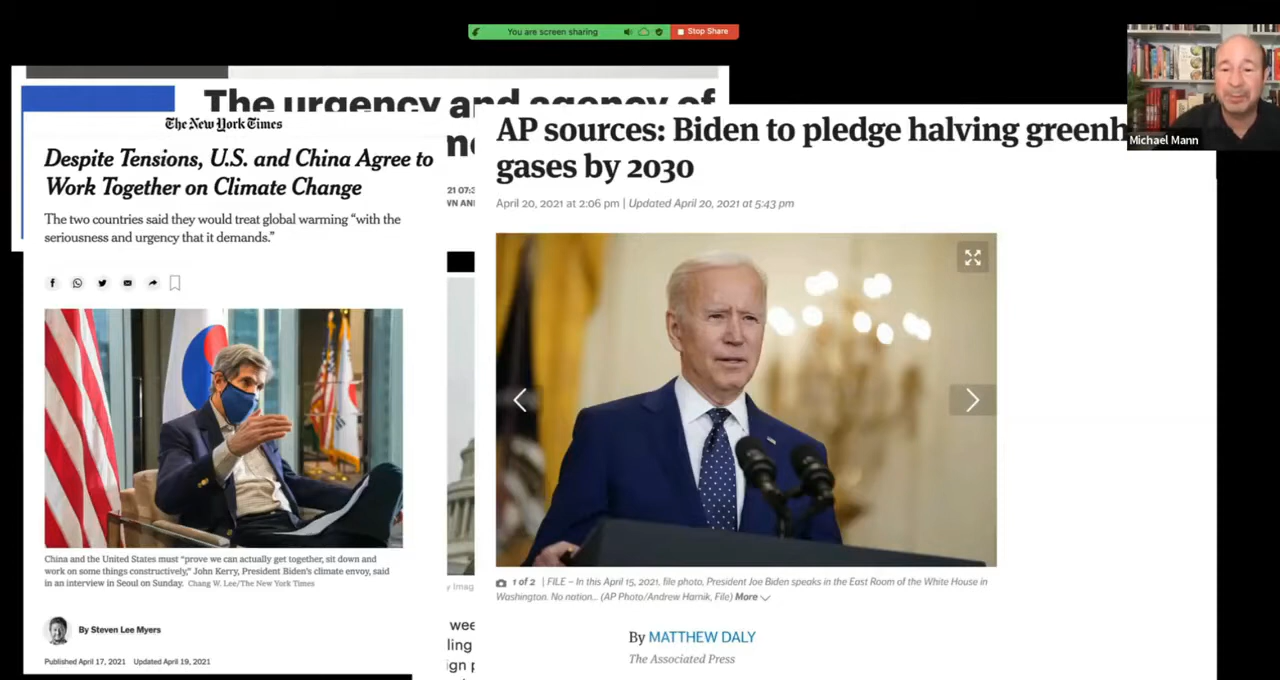 You are screen sharing
Stop Share
Michael Mann
The urgency and agency of
The New York Times
Despite Tensions, U.S. and China Agree to
Work Together on Climate Change
The two countries said they would treat global warming “with the
seriousness and urgency that it demands.”
China and the United States must “prove we can actually get together, sit down and
work on some things constructively,” John Kerry, President Biden’s climate envoy, said
in an interview in Seoul on Sunday. Chang W. Lee/The New York Times
By Steven Lee Myers
Published April 17, 2021 Updated April 19, 2021
AP sources: Biden to pledge halving greenh
gases by 2030
April 20, 2021 at 2:06 pm | Updated April 20, 2021 at 5:43 pm
1 of 2 | FILE – In this April 15, 2021, file photo, President Joe Biden speaks in the East Room of the White House in
Washington. No nation... (AP Photo/Andrew Harnik, File) More
By MATTHEW DALY
The Associated Press